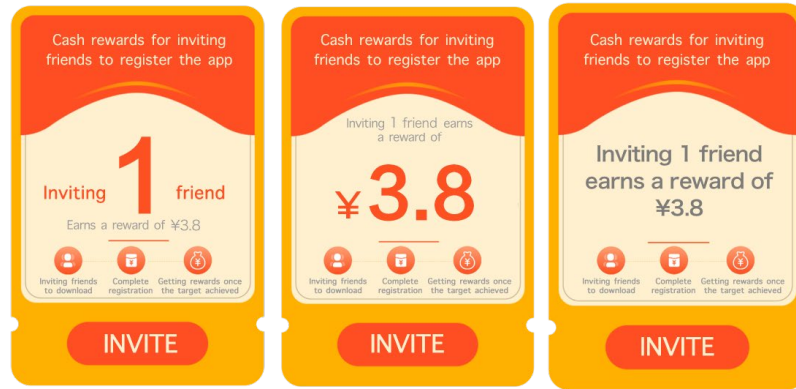 Cash rewards for inviting
friends to register the app
Inviting 1 friend
Earns a reward of ¥3.8
Inviting friends
to download
Complete
registration
Getting rewards once
the target achieved
INVITE
Cash rewards for inviting
friends to register the app
Inviting 1 friend earns
a reward of
¥3.8
Inviting friends
to download
Complete
registration
Getting rewards once
the target achieved
INVITE
Cash rewards for inviting
friends to register the app
Inviting 1 friend
earns a reward of
¥3.8
Inviting friends
to download
Complete
registration
Getting rewards once
the target achieved
INVITE